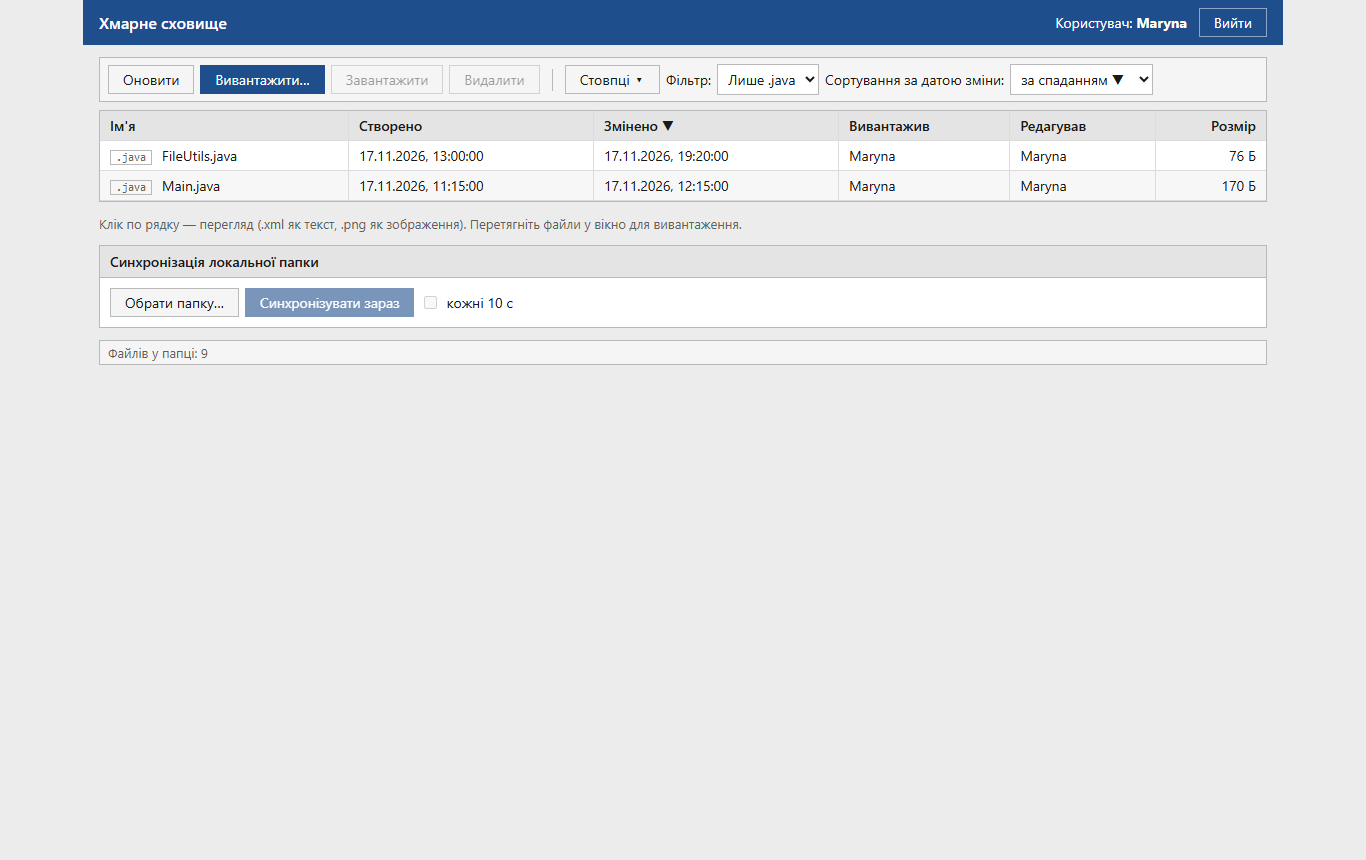 Хмарне сховище Користувач: Maryna Вийти
Оновити Вивантажити... Завантажити Видалити Стовпці ▾ Фільтр: Лише .java Сортування за датою зміни: за спаданням ▼
Ім'я Створено Змінено ▼ Вивантажив Редагував Розмір
.java FileUtils.java 17.11.2026, 13:00:00 17.11.2026, 19:20:00 Maryna Maryna 76 Б
.java Main.java 17.11.2026, 11:15:00 17.11.2026, 12:15:00 Maryna Maryna 170 Б
Клік по рядку — перегляд (.xml як текст, .png як зображення). Перетягніть файли у вікно для вивантаження.
Синхронізація локальної папки
Обрати папку... Синхронізувати зараз кожні 10 с
Файлів у папці: 9